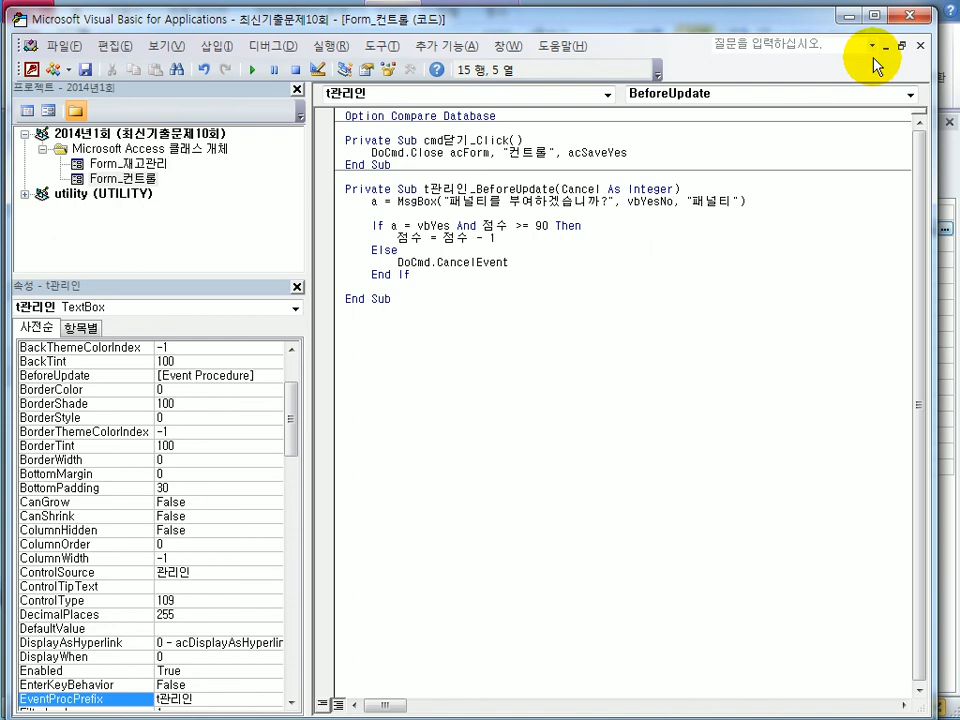 Microsoft Visual Basic for Applications - 최신기출문제10회 - [Form_컨트롤 (코드)]
파일(F) 편집(E) 보기(V) 삽입(I) 디버그(D) 실행(R) 도구(T) 추가 기능(A) 창(W) 도움말(H) 질문을 입력하십시오.
15 행, 5 열
프로젝트 - 2014년1회
t관리인 BeforeUpdate
2014년1회 (최신기출문제10회)
Microsoft Access 클래스 개체
Form_재고관리
Form_컨트롤
utility (UTILITY)
속성 - t관리인
t관리인 TextBox
사전순 항목별
BackThemeColorIndex -1
BackTint 100
BeforeUpdate [Event Procedure]
BorderColor 0
BorderShade 100
BorderStyle 0
BorderThemeColorIndex -1
BorderTint 100
BorderWidth 0
BottomMargin 0
BottomPadding 30
CanGrow False
CanShrink False
ColumnHidden False
ColumnOrder 0
ColumnWidth -1
ControlSource 관리인
ControlTipText
ControlType 109
DecimalPlaces 255
DefaultValue
DisplayAsHyperlink 0 - acDisplayAsHyperlin
DisplayWhen 0
Enabled True
EnterKeyBehavior False
EventProcPrefix t관리인
Option Compare Database
Private Sub cmd닫기_Click()
DoCmd.Close acForm, "컨트롤", acSaveYes
End Sub
Private Sub t관리인_BeforeUpdate(Cancel As Integer)
a = MsgBox("패널티를 부여하겠습니까?", vbYesNo, "패널티")
If a = vbYes And 점수 >= 90 Then
점수 = 점수 - 1
Else
DoCmd.CancelEvent
End If
End Sub